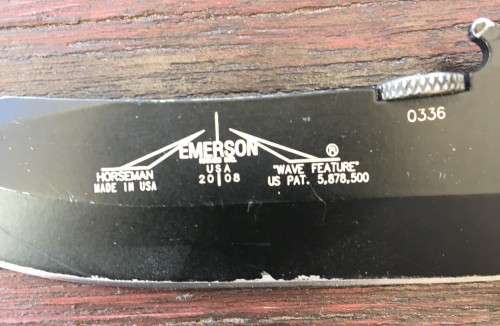 0336
EMERSON
®
HORSEMAN
MADE IN USA
USA
20 08
"WAVE FEATURE"
US PAT. 5,878,500